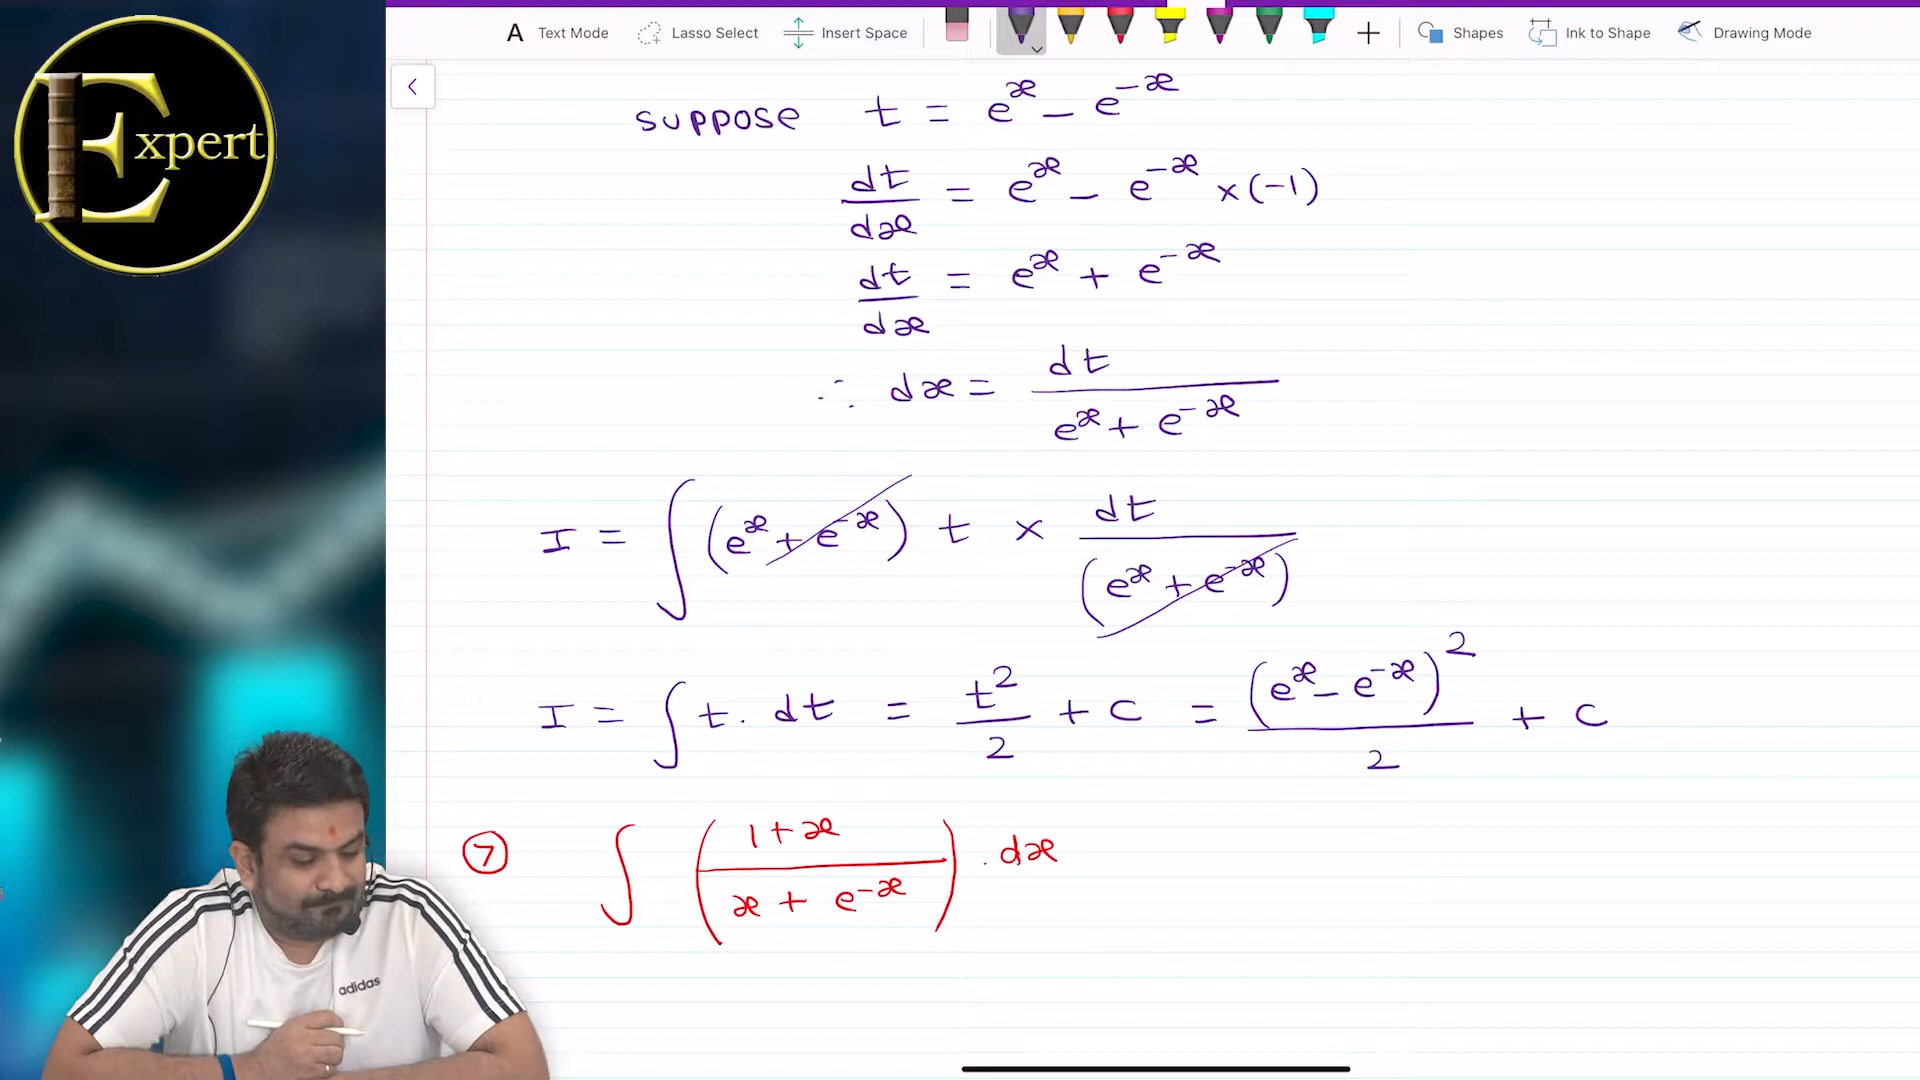 Expert
A Text Mode Lasso Select Insert Space Shapes Ink to Shape Drawing Mode
suppose t = e^x - e^-x
dt/dx = e^x - e^-x × (-1)
dt/dx = e^x + e^-x
∴ dx = dt/(e^x + e^-x)
I = ∫ (e^x + e^-x) t × dt/(e^x + e^-x)
I = ∫ t . dt = t^2/2 + c = (e^x - e^-x)^2/2 + c
7 ∫ ((1+x)/(x + e^-x)) . dx
adidas